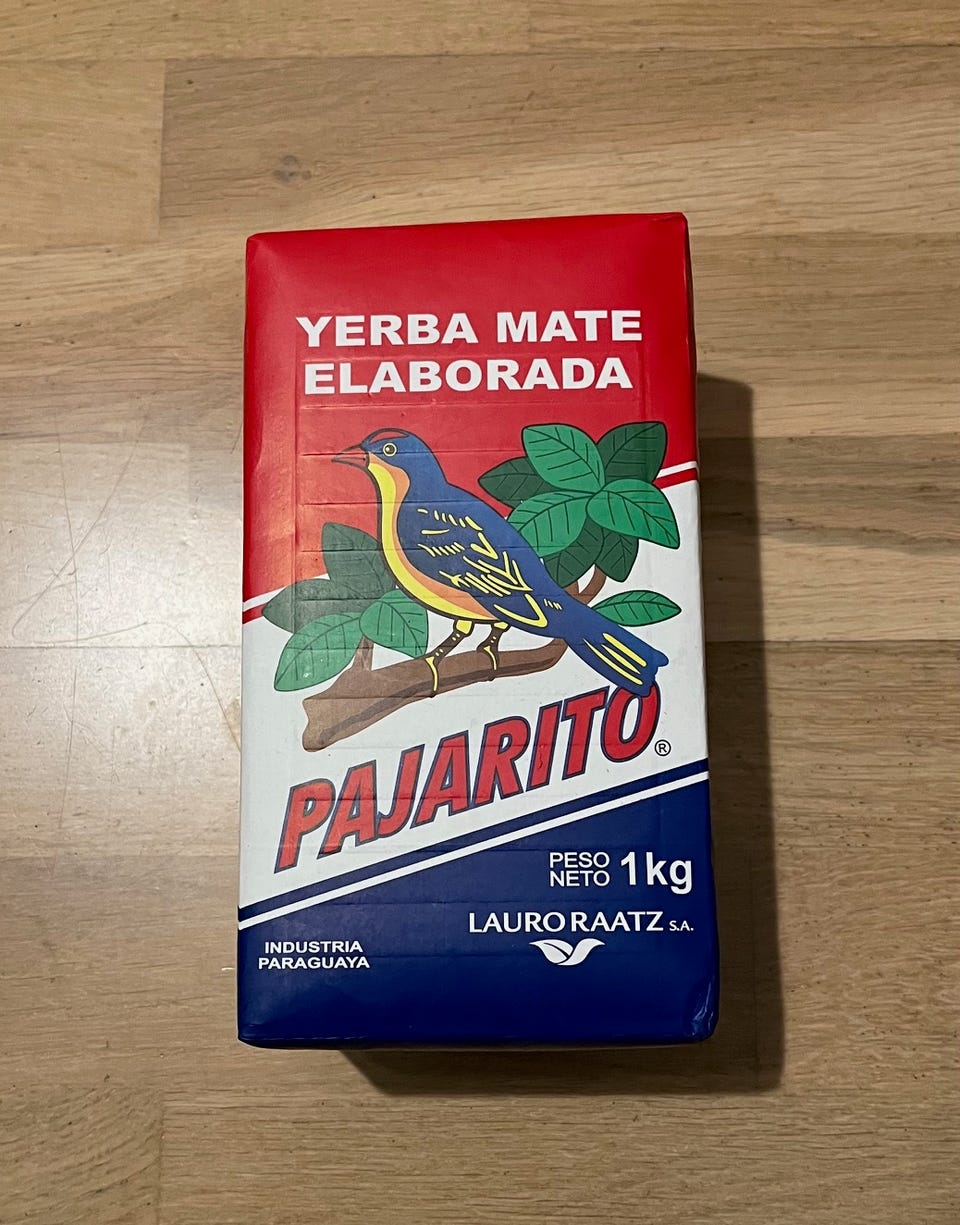 YERBA MATE
ELABORADA
PAJARITO®
PESO
NETO 1kg
LAURO RAATZ S.A.
INDUSTRIA
PARAGUAYA